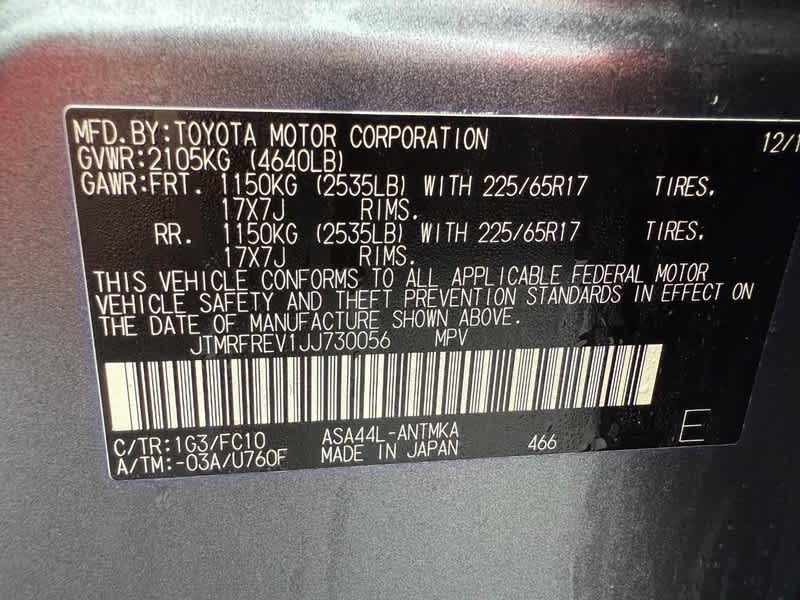 MFD.BY:TOYOTA MOTOR CORPORATION 12/1
GVWR:2105KG (4640LB)
GAWR:FRT. 1150KG (2535LB) WITH 225/65R17 TIRES.
17X7J RIMS.
RR. 1150KG (2535LB) WITH 225/65R17 TIRES.
17X7J RIMS.
THIS VEHICLE CONFORMS TO ALL APPLICABLE FEDERAL MOTOR
VEHICLE SAFETY AND THEFT PREVENTION STANDARDS IN EFFECT ON
THE DATE OF MANUFACTURE SHOWN ABOVE.
JTMRFREV1JJ730056 MPV
C/TR:1G3/FC10 ASA44L-ANTMKA 466 E
A/TM:-03A/U760F MADE IN JAPAN